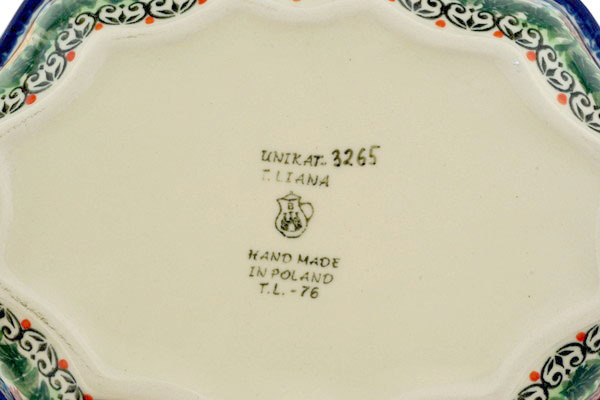 UNIKAT- 3265
T. LIANA
HAND MADE
IN POLAND
T.L. - 76